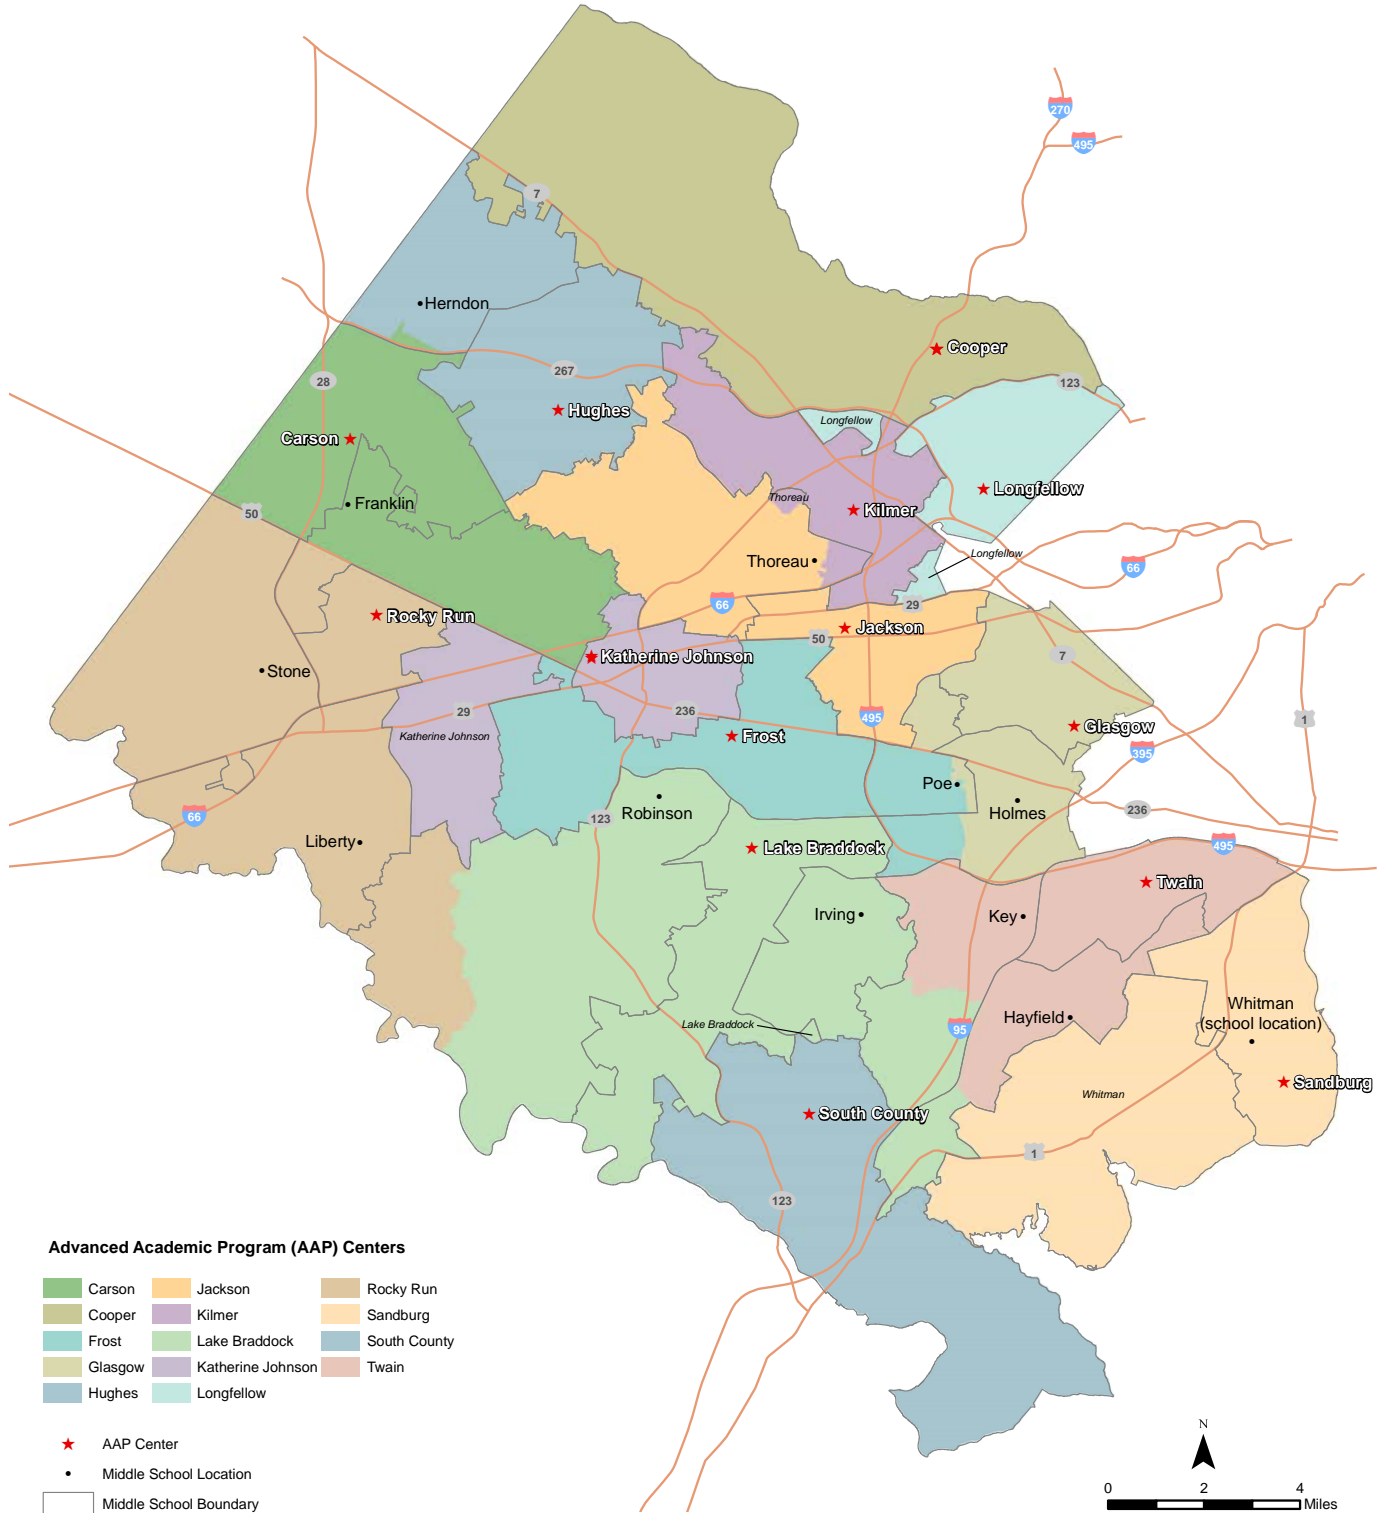 270
495
7
Herndon
Cooper
267
28
123
Hughes
Longfellow
Carson
Longfellow
Thoreau
Franklin
Kilmer
50
Longfellow
Thoreau
66
66
29
Rocky Run
Jackson
50
Katherine Johnson
7
Stone
29
236
495
1
Katherine Johnson
Frost
Glasgow
395
Poe
Holmes
236
66
123
Robinson
Liberty
Lake Braddock
495
Twain
Irving
Key
Whitman
(school location)
Hayfield
Lake Braddock
95
Sandburg
Whitman
South County
1
123
Advanced Academic Program (AAP) Centers
Carson
Jackson
Rocky Run
Cooper
Kilmer
Sandburg
Frost
Lake Braddock
South County
Glasgow
Katherine Johnson
Twain
Hughes
Longfellow
AAP Center
Middle School Location
Middle School Boundary
N
0 2 4
Miles